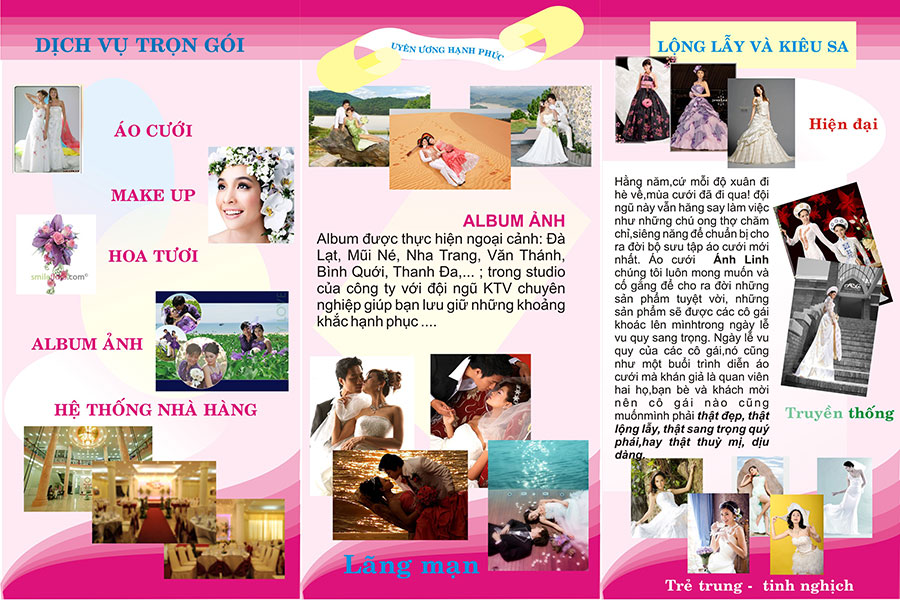 DỊCH VỤ TRỌN GÓI
ÁO CƯỚI
MAKE UP
HOA TƯƠI
ALBUM ẢNH
HỆ THỐNG NHÀ HÀNG
UYÊN ƯƠNG HẠNH PHÚC
ALBUM ẢNH
Album được thực hiện ngoại cảnh: Đà
Lạt, Mũi Né, Nha Trang, Văn Thánh,
Bình Quới, Thanh Đa,... ; trong studio
của công ty với đội ngũ KTV chuyên
nghiệp giúp bạn lưu giữ những khoảng
khắc hạnh phục ....
Lãng mạn
LỘNG LẪY VÀ KIÊU SA
Hiện đại
Hằng năm,cứ mỗi độ xuân đi
hè về,mùa cưới đã đi qua! đội
ngũ này vẫn hăng say làm việc
như những chú ong thợ chăm
chỉ,siêng năng để chuẩn bị cho
ra đời bộ sưu tập áo cưới mới
nhất. Áo cưới Ánh Linh
chúng tôi luôn mong muốn và
cố gắng để cho ra đời những
sản phẩm tuyệt vời, những
sản phẩm sẽ được các cô gái
khoác lên mìnhtrong ngày lễ
vu quy sang trọng. Ngày lễ vu
quy của các cô gái,nó cũng
như một buổi trình diễn áo
cưới mà khán giả là quan viên
hai họ,bạn bè và khách mời
nên cô gái nào cũng
muốnmình phải thật đẹp, thật
lộng lẫy, thật sang trọng quý
phái,hay thật thuỳ mị, dịu
dàng.
Truyền thống
Trẻ trung - tinh nghịch